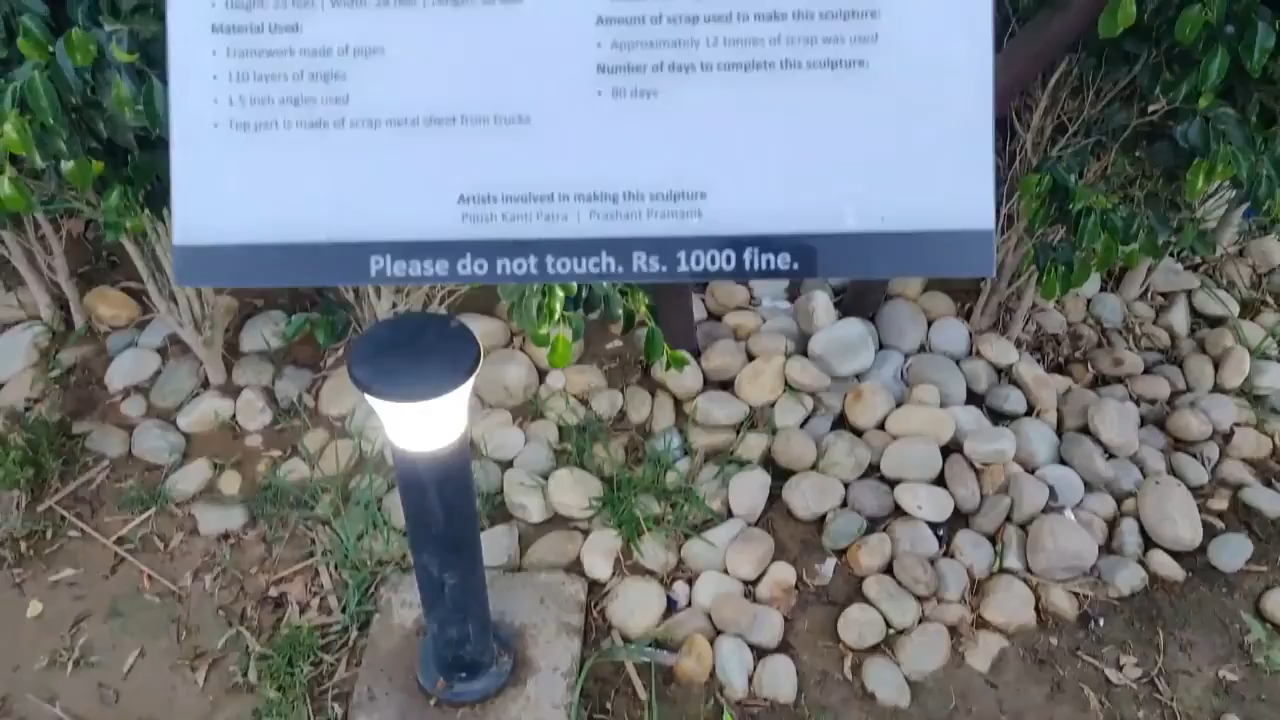 Material Used:
• Framework made of pipes
• 110 layers of angles
• 1.5 inch angles used
• Top part is made of scrap metal sheet from trucks
Amount of scrap used to make this sculpture:
• Approximately 12 tonnes of scrap was used
Number of days to complete this sculpture:
• 80 days
Artists involved in making this sculpture
Pijush Kanti Patra | Prashant Pramanik
Please do not touch. Rs. 1000 fine.